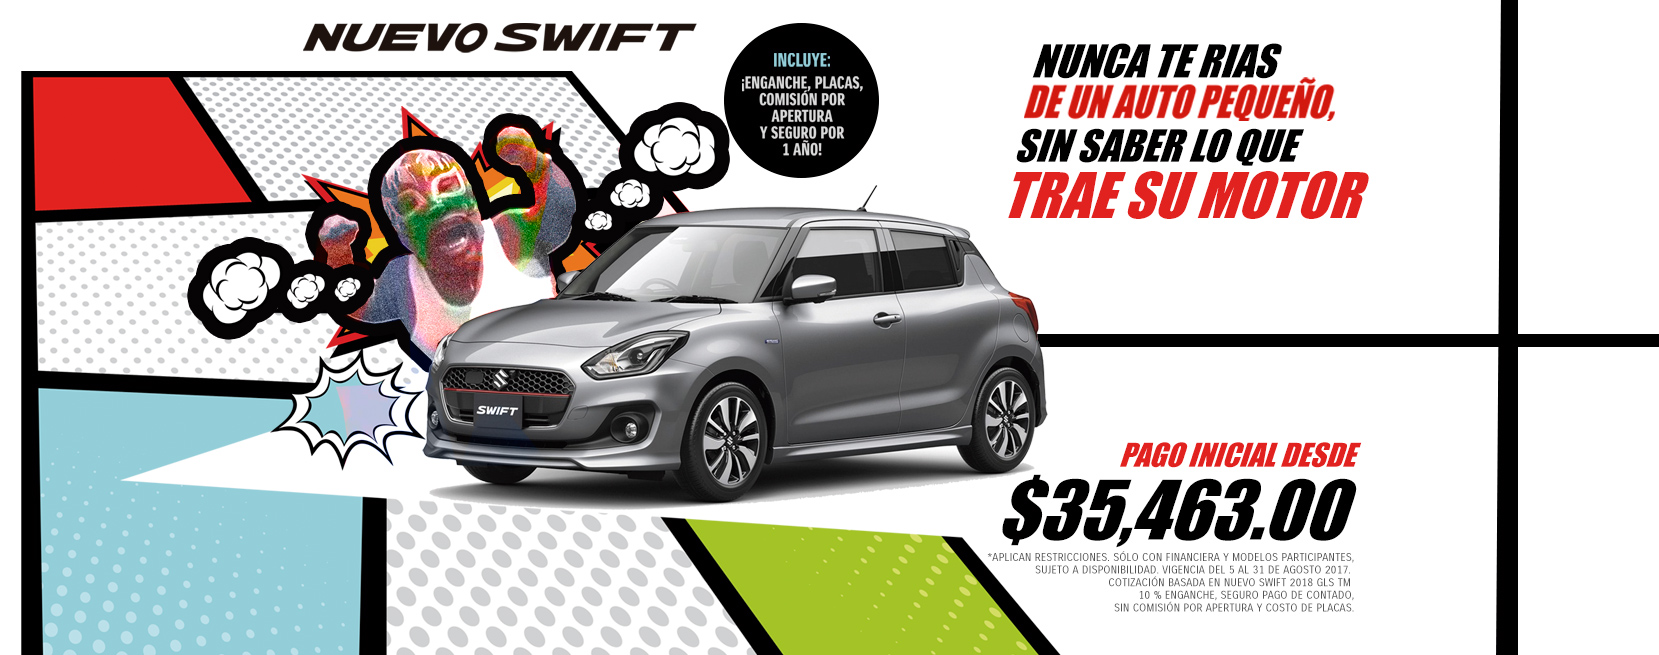 NUEVO SWIFT
INCLUYE:
¡ENGANCHE, PLACAS,
COMISIÓN POR
APERTURA
Y SEGURO POR
1 AÑO!
NUNCA TE RIAS
DE UN AUTO PEQUEÑO,
SIN SABER LO QUE
TRAE SU MOTOR
SWIFT
PAGO INICIAL DESDE
$35,463.00
*APLICAN RESTRICCIONES. SÓLO CON FINANCIERA Y MODELOS PARTICIPANTES,
SUJETO A DISPONIBILIDAD. VIGENCIA DEL 5 AL 31 DE AGOSTO 2017.
COTIZACIÓN BASADA EN NUEVO SWIFT 2018 GLS TM
10 % ENGANCHE, SEGURO PAGO DE CONTADO,
SIN COMISIÓN POR APERTURA Y COSTO DE PLACAS.